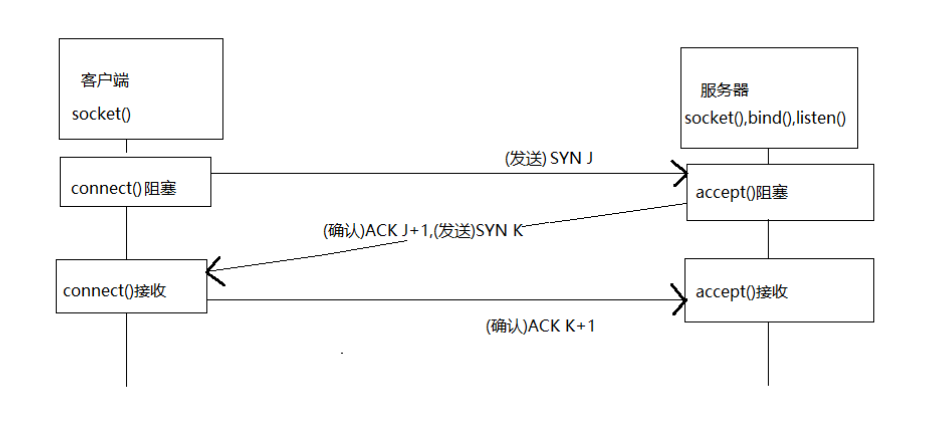 客户端
socket()
服务器
socket(),bind(),listen()
(发送) SYN J
connect()阻塞
accept()阻塞
(确认)ACK J+1,(发送)SYN K
connect()接收
accept()接收
(确认)ACK K+1